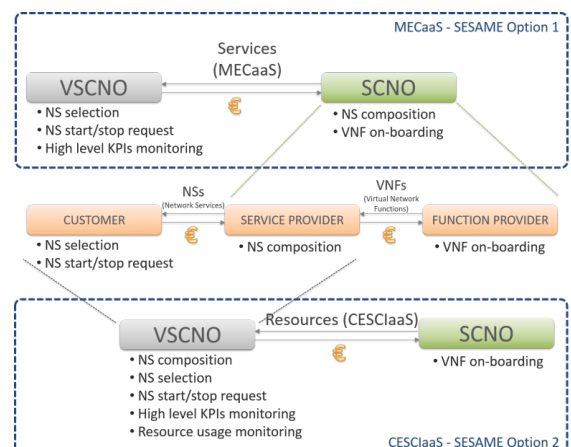 MECaaS - SESAME Option 1
Services
(MECaaS)
VSCNO
SCNO
€
• NS selection
• NS start/stop request
• High level KPIs monitoring
• NS composition
• VNF on-boarding
NSs
(Network Services)
VNFs
(Virtual Network
Functions)
CUSTOMER
SERVICE PROVIDER
FUNCTION PROVIDER
€
€
• NS selection
• NS start/stop request
• NS composition
• VNF on-boarding
Resources (CESCIaaS)
VSCNO
SCNO
€
• NS composition
• NS selection
• NS start/stop request
• High level KPIs monitoring
• Resource usage monitoring
• VNF on-boarding
CESCIaaS - SESAME Option 2